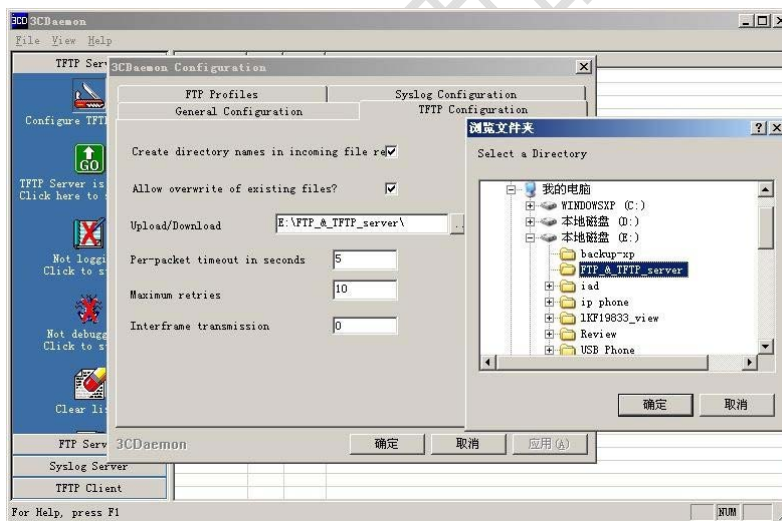 3CD 3CDaemon
File View Help
TFTP Ser
Configure TFT
GO
TFTP Server is
Click here to
Not loggi
Click to s
Not debugg
Click to s
Clear li
FTP Serv
Syslog Server
TFTP Client
For Help, press F1
NUM
3CDaemon Configuration
FTP Profiles
Syslog Configuration
General Configuration
TFTP Configuration
Create directory names in incoming file re
Allow overwrite of existing files?
Upload/Download
E:\FTP_&_TFTP_server\
..
Per-packet timeout in seconds
5
Maximum retries
10
Interframe transmission
0
3CDaemon
确定
取消
应用(A)
浏览文件夹
Select a Directory
我的电脑
WINDOWSXP (C:)
本地磁盘 (D:)
本地磁盘 (E:)
backup-xp
FTP_&_TFTP_server
iad
ip phone
lKF19833_view
Review
USB Phone
确定
取消